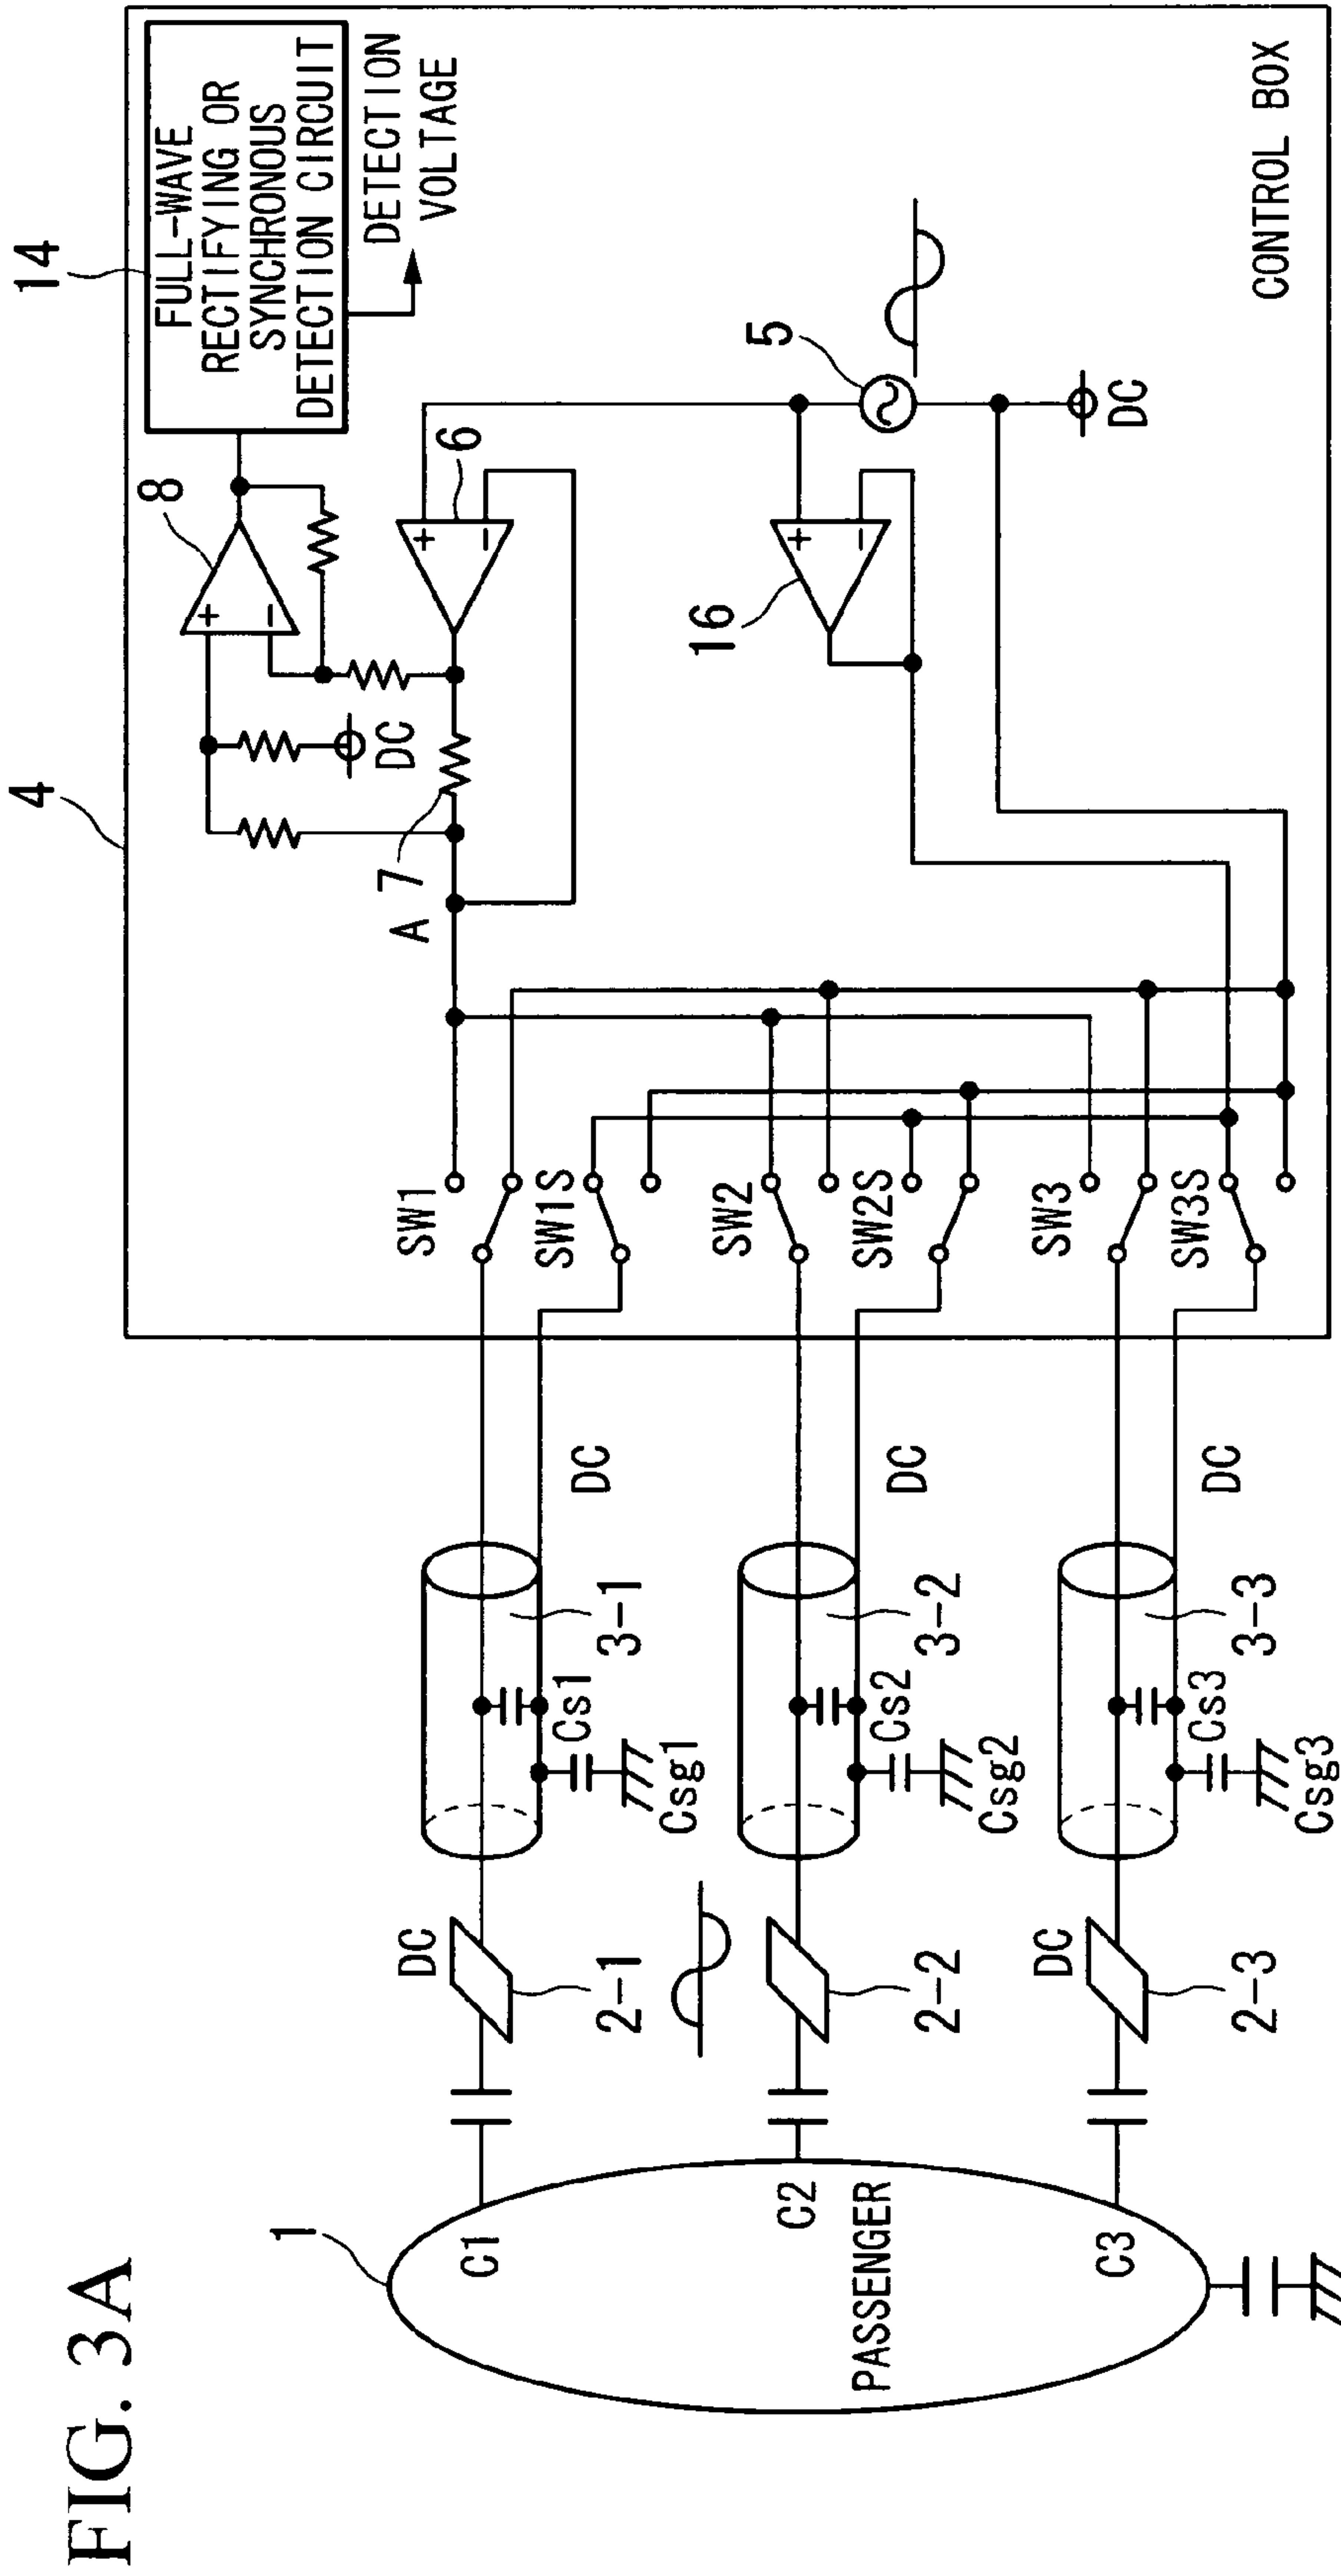 FIG. 3A
4
14
FULL-WAVE
RECTIFYING OR
SYNCHRONOUS
DETECTION CIRCUIT
DETECTION
VOLTAGE
8
+
−
DC
6
+
−
7
A
5
16
+
−
DC
CONTROL BOX
SW1
SW1S
SW2
SW2S
SW3
SW3S
1
C1
C2
C3
PASSENGER
DC
2-1
Cs1
Csg1
3-1
DC
2-2
Cs2
Csg2
3-2
DC
DC
2-3
Cs3
Csg3
3-3
DC